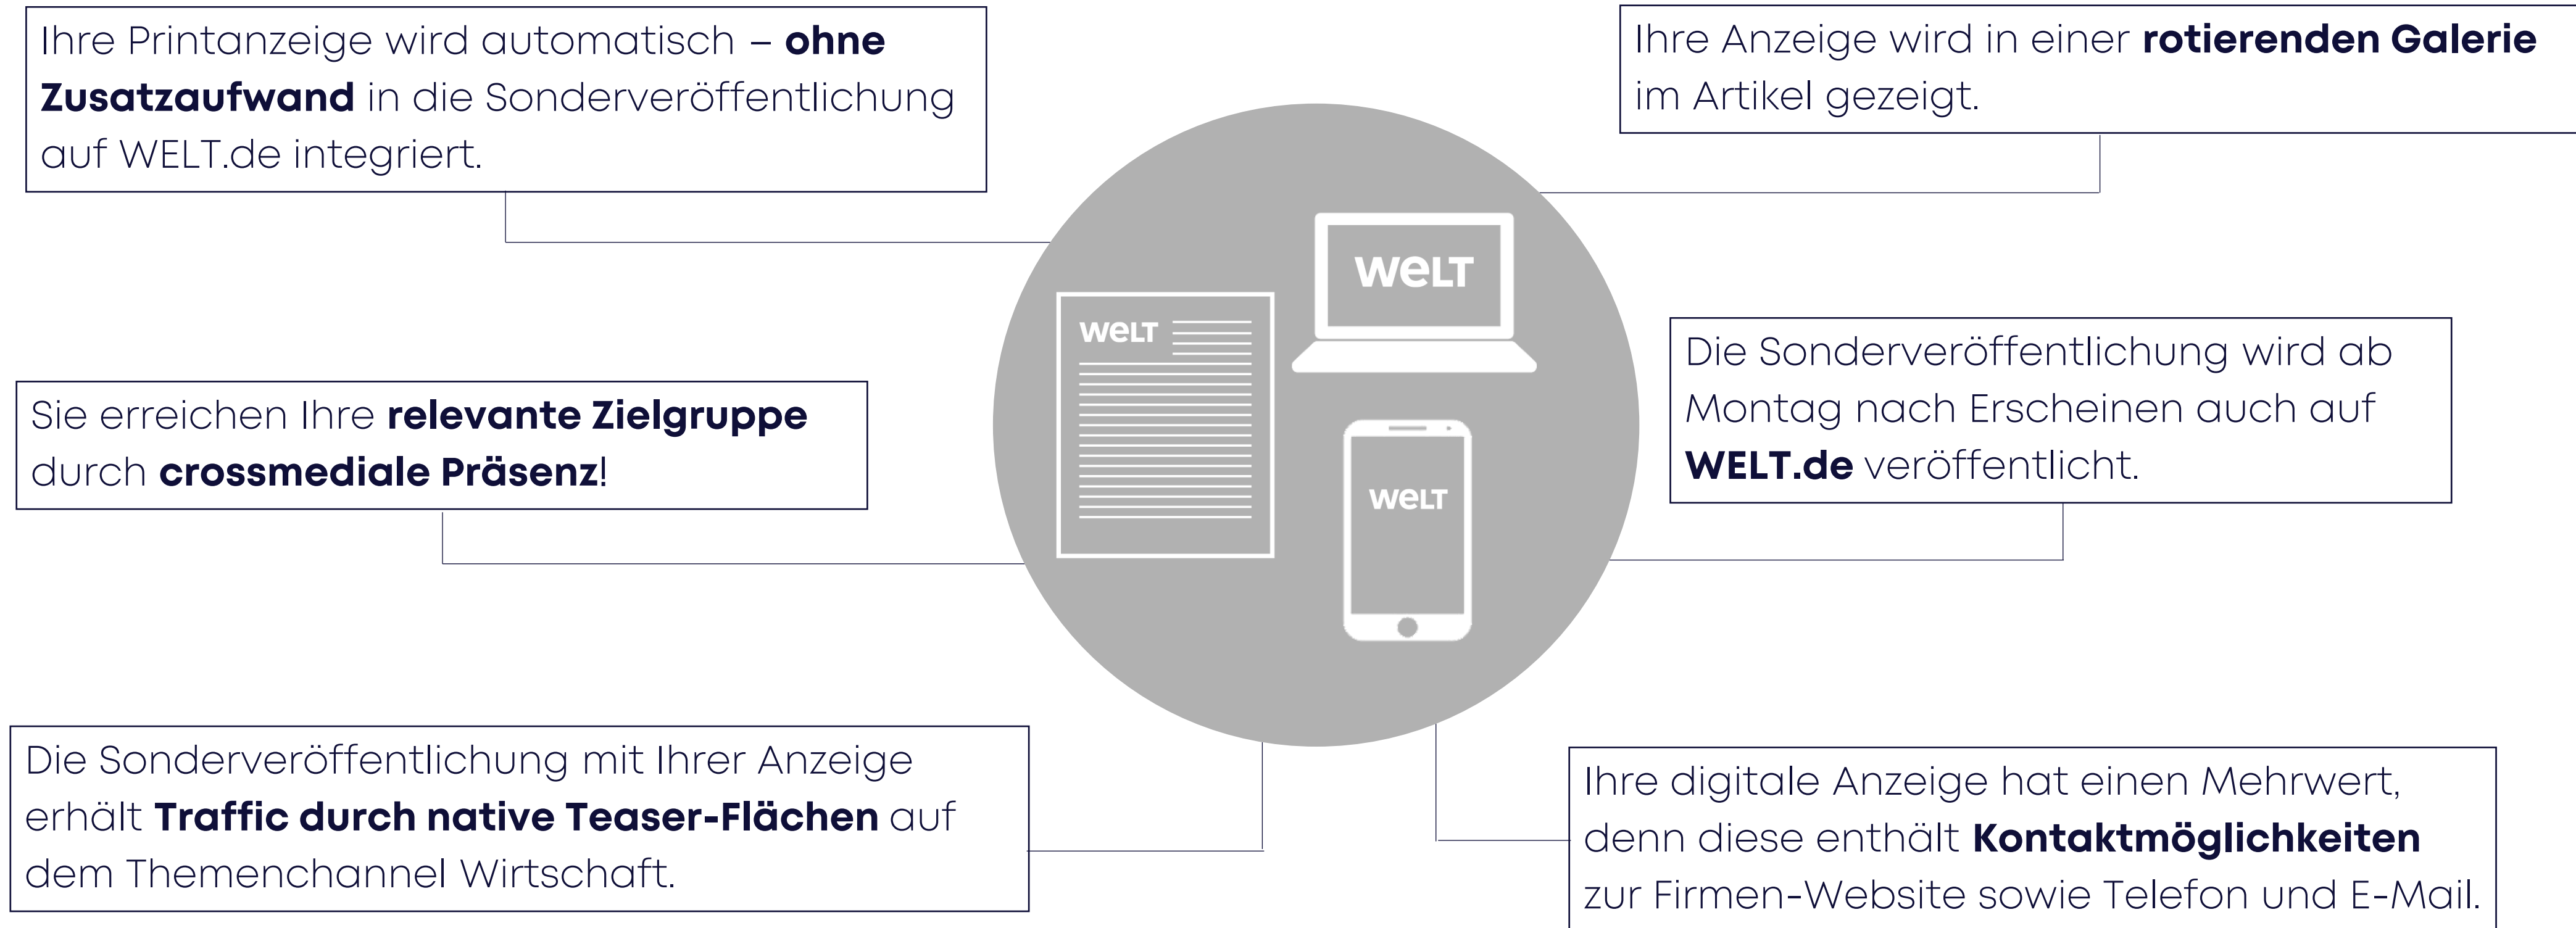 Ihre Printanzeige wird automatisch – ohne
Zusatzaufwand in die Sonderveröffentlichung
auf WELT.de integriert.
Ihre Anzeige wird in einer rotierenden Galerie
im Artikel gezeigt.
WELT
WELT
WELT
Sie erreichen Ihre relevante Zielgruppe
durch crossmediale Präsenz!
Die Sonderveröffentlichung wird ab
Montag nach Erscheinen auch auf
WELT.de veröffentlicht.
Die Sonderveröffentlichung mit Ihrer Anzeige
erhält Traffic durch native Teaser-Flächen auf
dem Themenchannel Wirtschaft.
Ihre digitale Anzeige hat einen Mehrwert,
denn diese enthält Kontaktmöglichkeiten
zur Firmen-Website sowie Telefon und E-Mail.